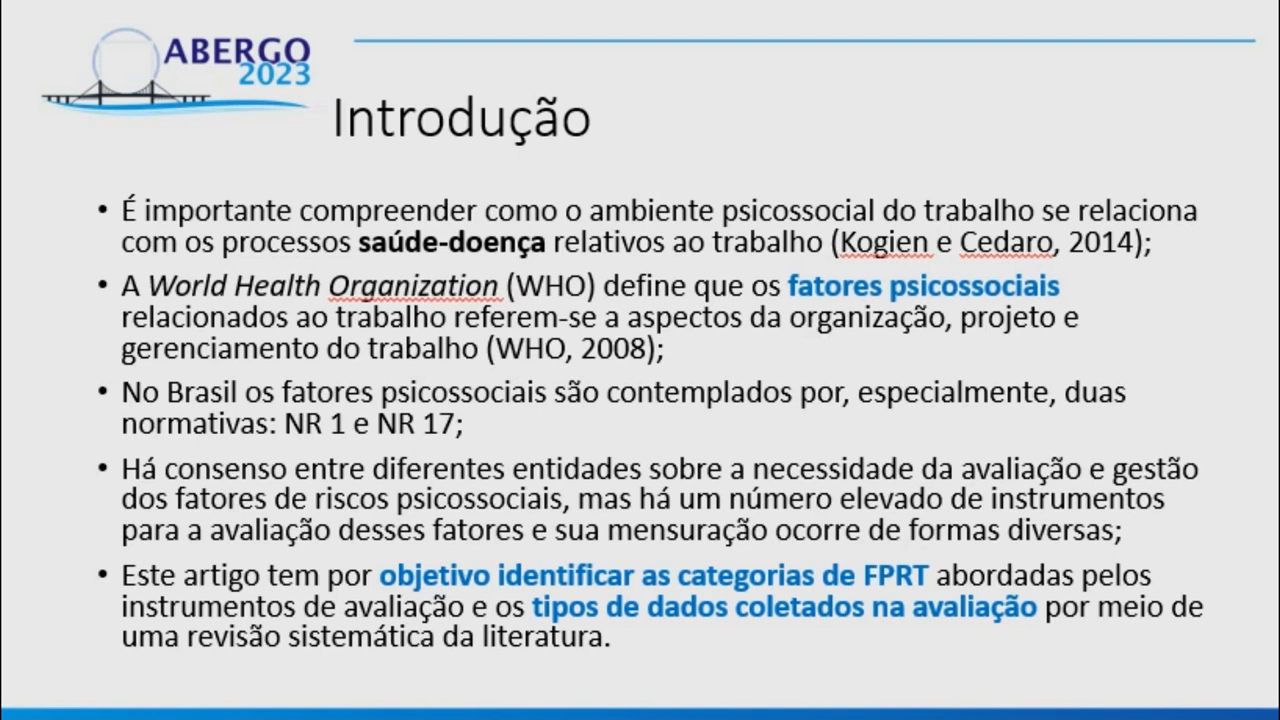 ABERGO
2023
Introdução
• É importante compreender como o ambiente psicossocial do trabalho se relaciona
com os processos saúde-doença relativos ao trabalho (Kogien e Cedaro, 2014);
• A World Health Organization (WHO) define que os fatores psicossociais
relacionados ao trabalho referem-se a aspectos da organização, projeto e
gerenciamento do trabalho (WHO, 2008);
• No Brasil os fatores psicossociais são contemplados por, especialmente, duas
normativas: NR 1 e NR 17;
• Há consenso entre diferentes entidades sobre a necessidade da avaliação e gestão
dos fatores de riscos psicossociais, mas há um número elevado de instrumentos
para a avaliação desses fatores e sua mensuração ocorre de formas diversas;
• Este artigo tem por objetivo identificar as categorias de FPRT abordadas pelos
instrumentos de avaliação e os tipos de dados coletados na avaliação por meio de
uma revisão sistemática da literatura.